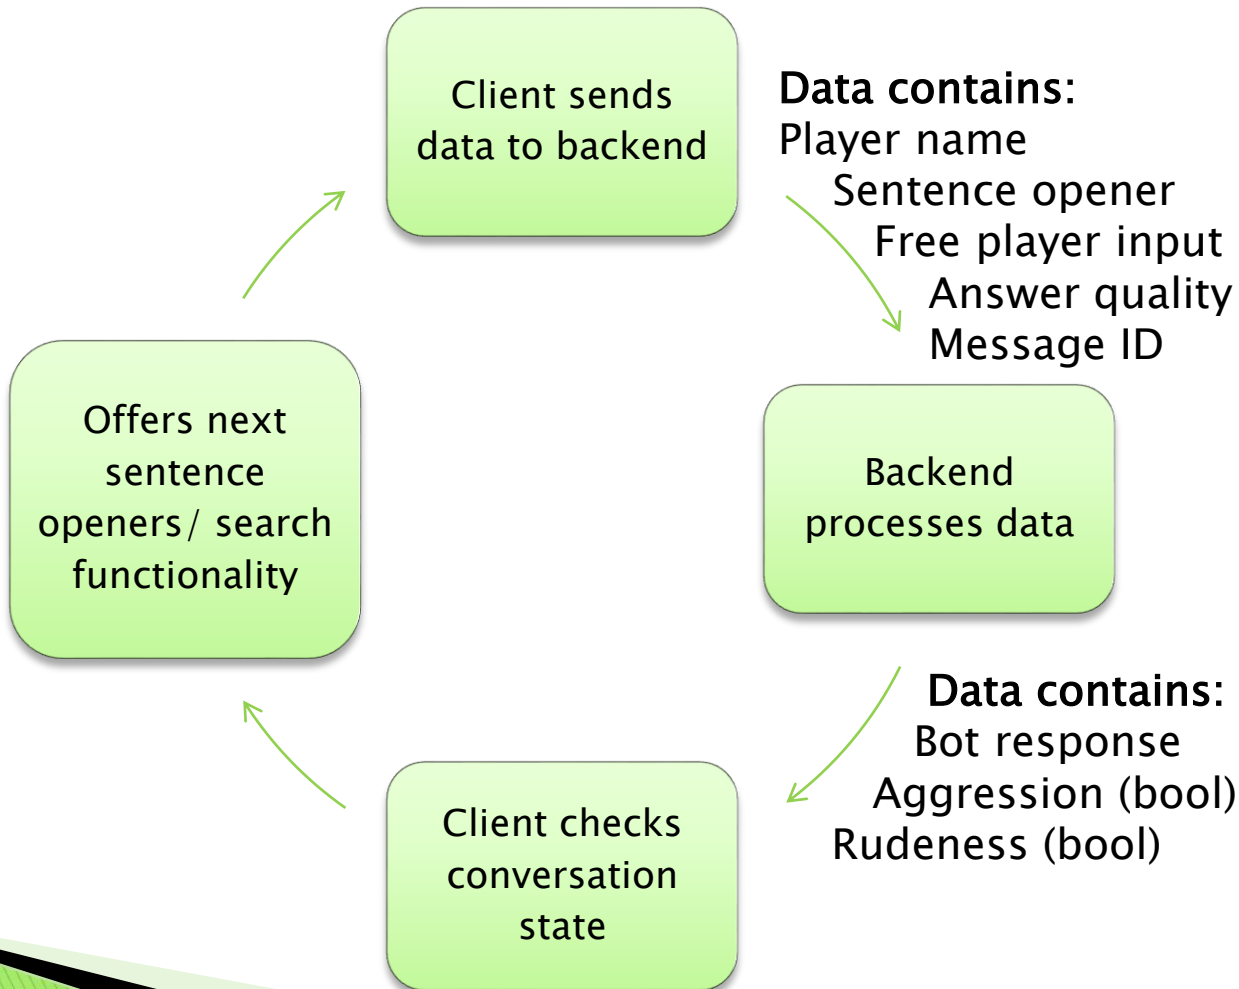 Client sends
data to backend
Data contains:
Player name
Sentence opener
Free player input
Answer quality
Message ID
Backend
processes data
Data contains:
Bot response
Aggression (bool)
Rudeness (bool)
Client checks
conversation
state
Offers next
sentence
openers/ search
functionality